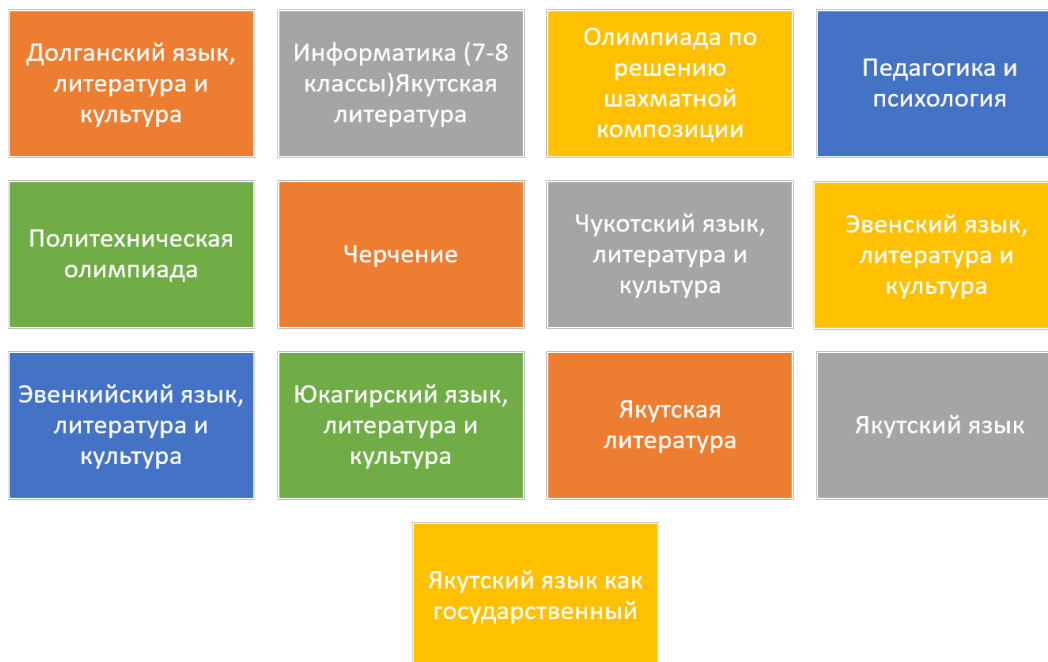 Долганский язык,
литература и
культура
Информатика (7-8
классы)Якутская
литература
Олимпиада по
решению
шахматной
композиции
Педагогика и
психология
Политехническая
олимпиада
Черчение
Чукотский язык,
литература и
культура
Эвенский язык,
литература и
культура
Эвенкийский язык,
литература и
культура
Юкагирский язык,
литература и
культура
Якутская
литература
Якутский язык
Якутский язык как
государственный